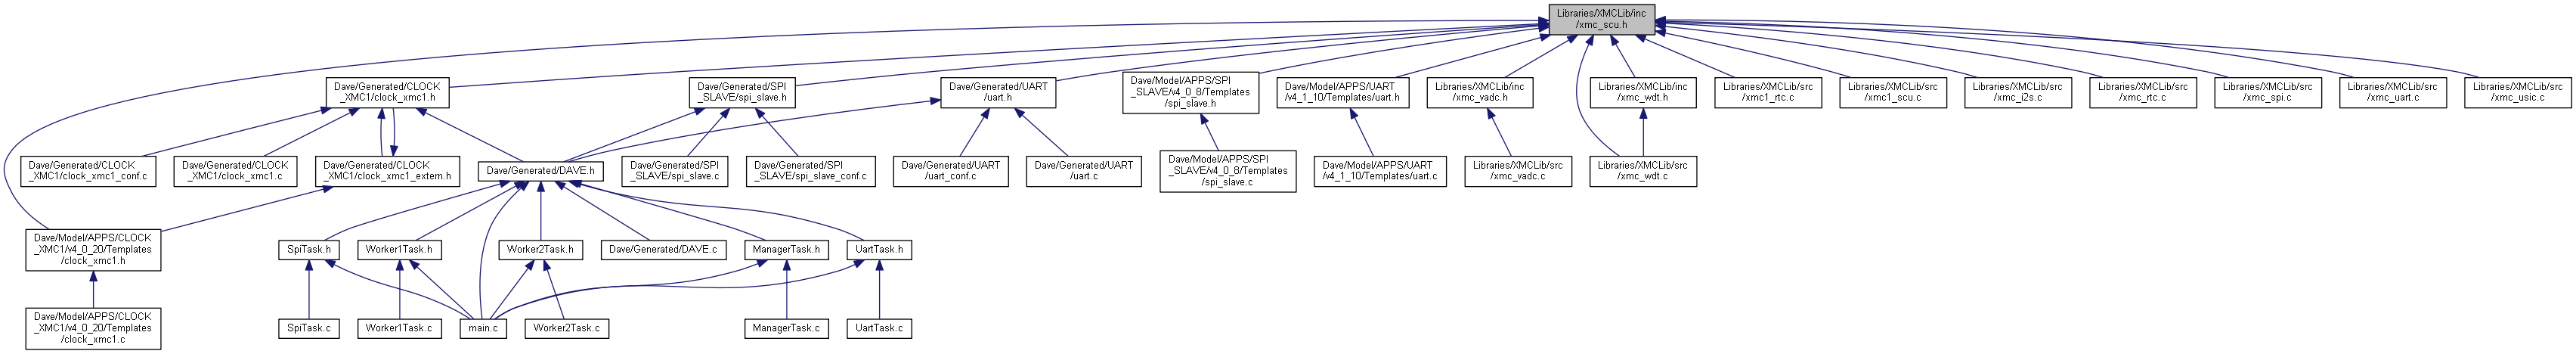 Libraries/XMCLib/inc
/xmc_scu.h
Dave/Generated/CLOCK
_XMC1/clock_xmc1.h
Dave/Generated/SPI
_SLAVE/spi_slave.h
Dave/Generated/UART
/uart.h
Dave/Model/APPS/SPI
_SLAVE/v4_0_8/Templates
/spi_slave.h
Dave/Model/APPS/UART
/v4_1_10/Templates/uart.h
Libraries/XMCLib/inc
/xmc_vadc.h
Libraries/XMCLib/inc
/xmc_wdt.h
Libraries/XMCLib/src
/xmc1_rtc.c
Libraries/XMCLib/src
/xmc1_scu.c
Libraries/XMCLib/src
/xmc_i2s.c
Libraries/XMCLib/src
/xmc_rtc.c
Libraries/XMCLib/src
/xmc_spi.c
Libraries/XMCLib/src
/xmc_uart.c
Libraries/XMCLib/src
/xmc_usic.c
Dave/Generated/CLOCK
_XMC1/clock_xmc1_conf.c
Dave/Generated/CLOCK
_XMC1/clock_xmc1.c
Dave/Generated/CLOCK
_XMC1/clock_xmc1_extern.h
Dave/Generated/DAVE.h
Dave/Generated/SPI
_SLAVE/spi_slave.c
Dave/Generated/SPI
_SLAVE/spi_slave_conf.c
Dave/Generated/UART
/uart_conf.c
Dave/Generated/UART
/uart.c
Dave/Model/APPS/SPI
_SLAVE/v4_0_8/Templates
/spi_slave.c
Dave/Model/APPS/UART
/v4_1_10/Templates/uart.c
Libraries/XMCLib/src
/xmc_vadc.c
Libraries/XMCLib/src
/xmc_wdt.c
Dave/Model/APPS/CLOCK
_XMC1/v4_0_20/Templates
/clock_xmc1.h
SpiTask.h
Worker1Task.h
Worker2Task.h
Dave/Generated/DAVE.c
ManagerTask.h
UartTask.h
Dave/Model/APPS/CLOCK
_XMC1/v4_0_20/Templates
/clock_xmc1.c
SpiTask.c
Worker1Task.c
main.c
Worker2Task.c
ManagerTask.c
UartTask.c